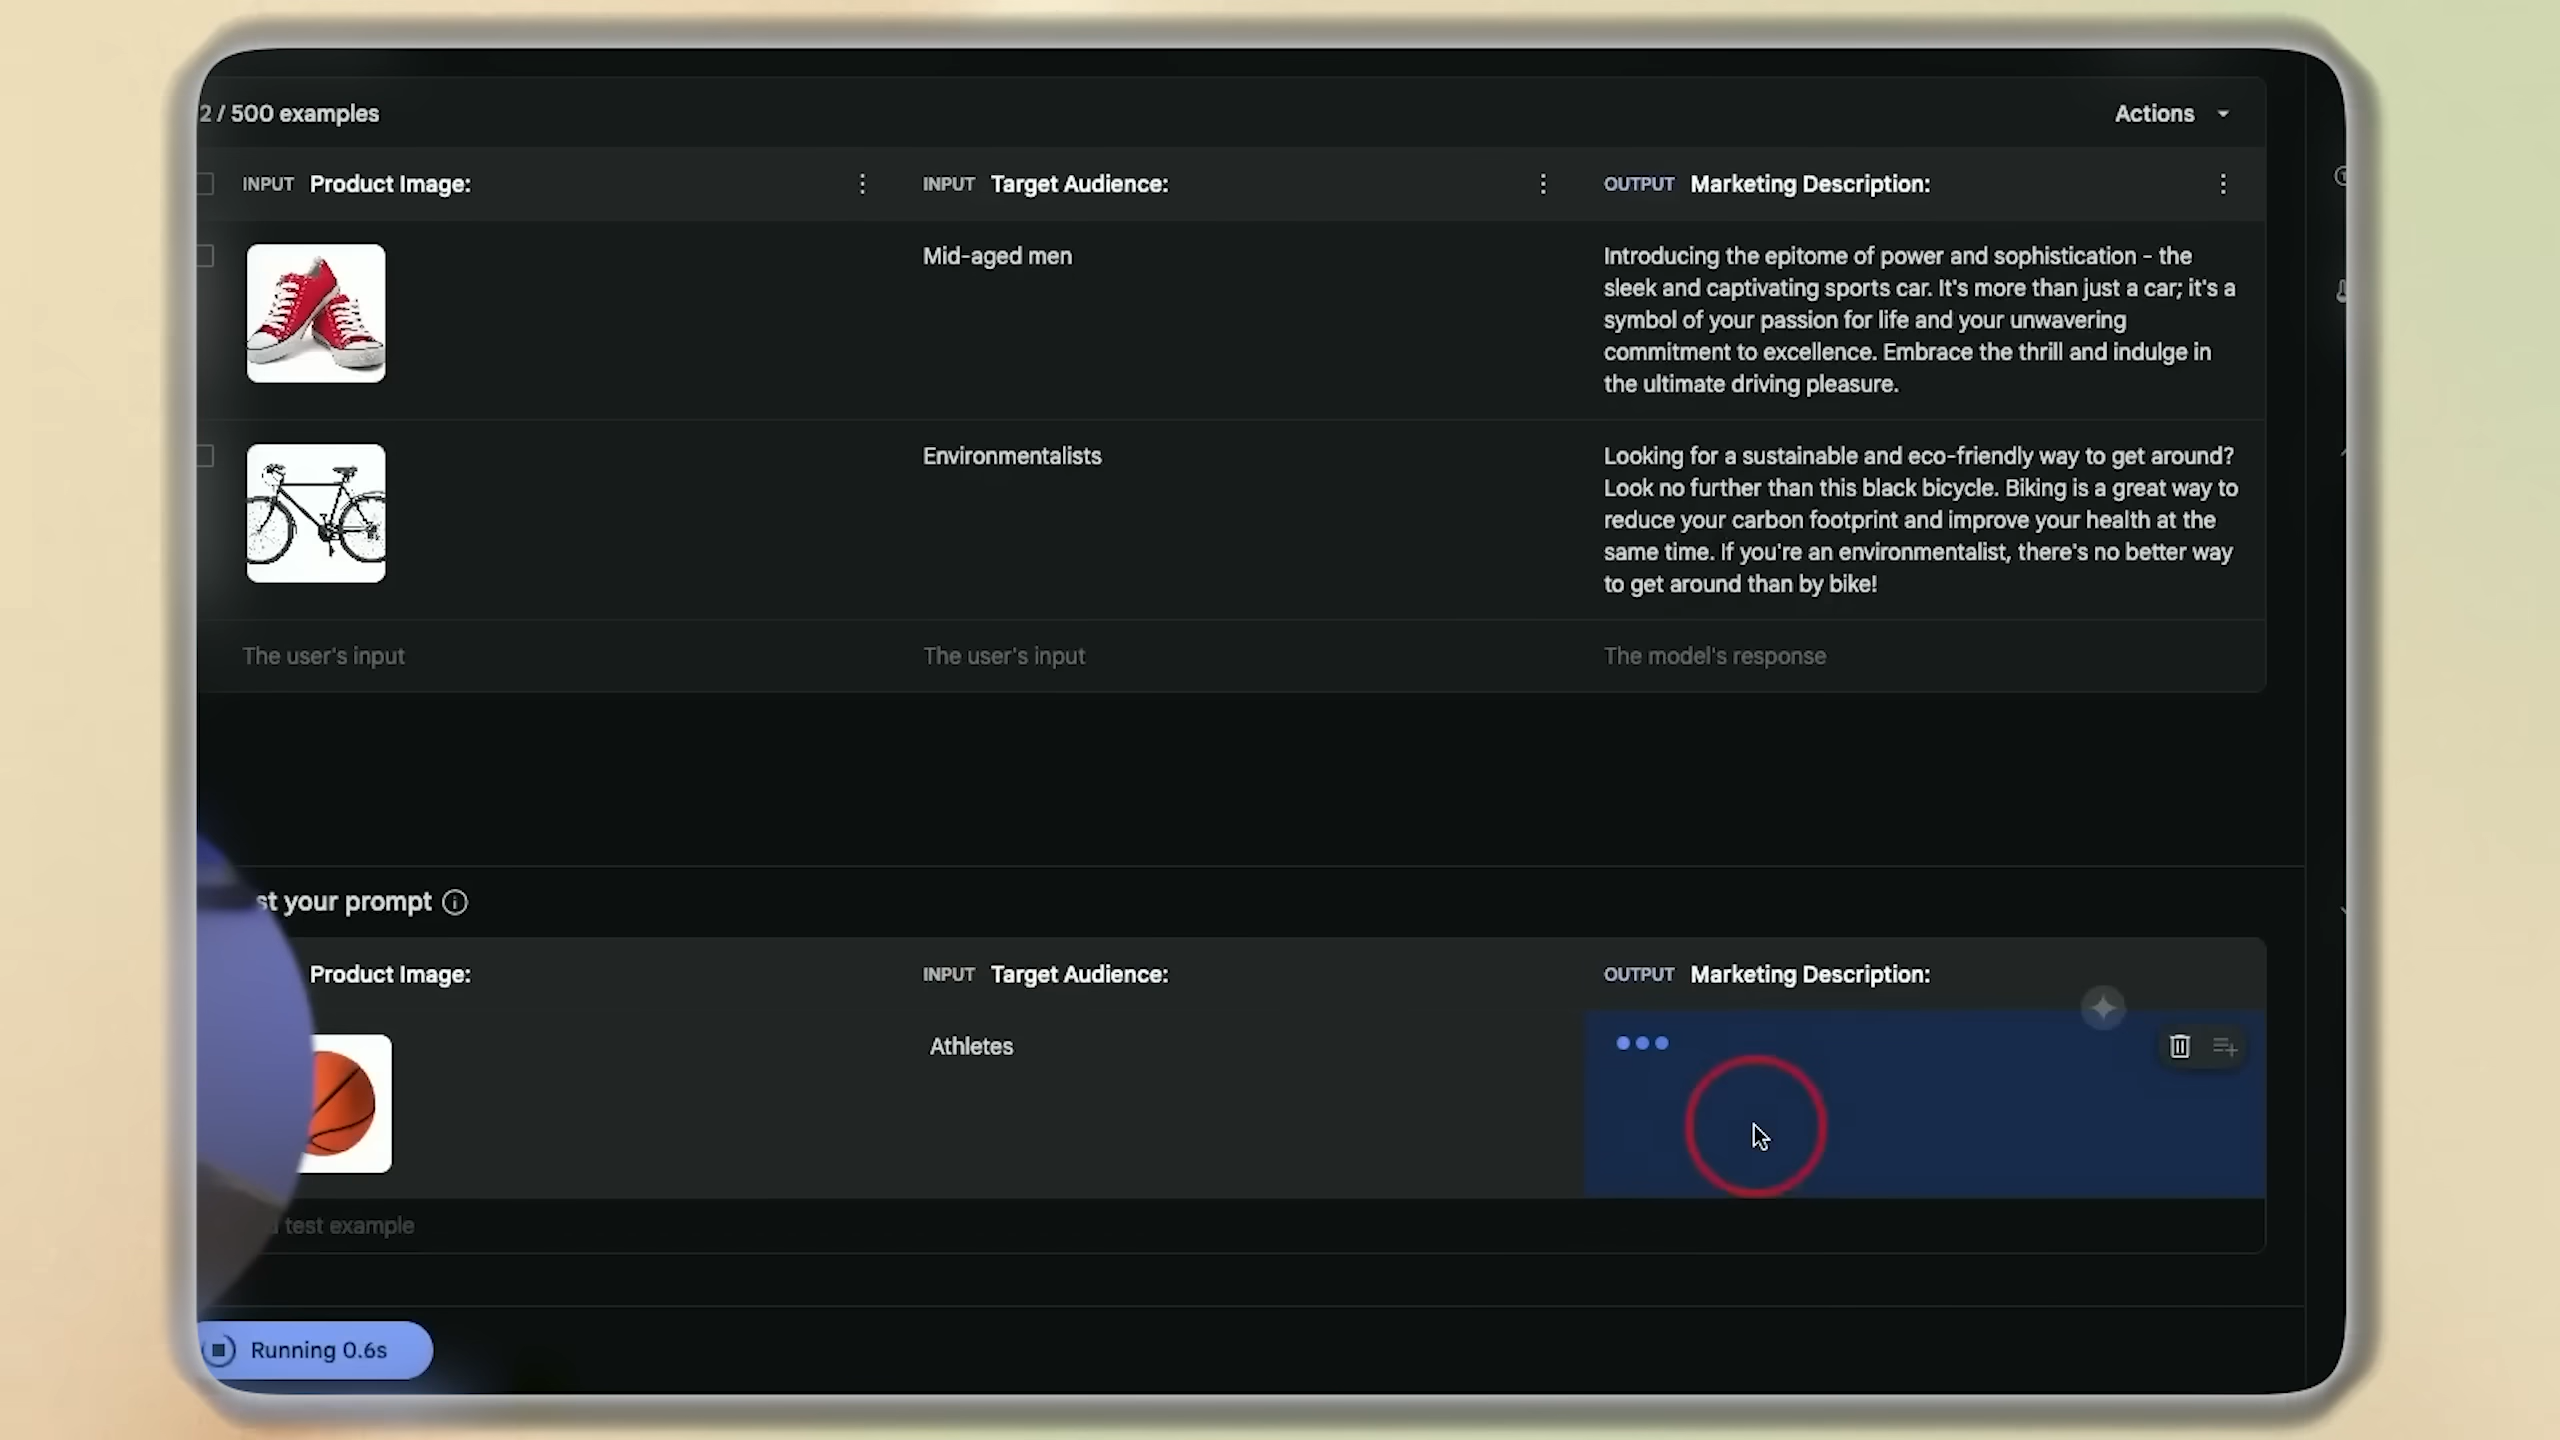 2 / 500 examples
Actions
INPUT Product Image:
INPUT Target Audience:
OUTPUT Marketing Description:
Mid-aged men
Introducing the epitome of power and sophistication - the
sleek and captivating sports car. It's more than just a car; it's a
symbol of your passion for life and your unwavering
commitment to excellence. Embrace the thrill and indulge in
the ultimate driving pleasure.
Environmentalists
Looking for a sustainable and eco-friendly way to get around?
Look no further than this black bicycle. Biking is a great way to
reduce your carbon footprint and improve your health at the
same time. If you're an environmentalist, there's no better way
to get around than by bike!
The user's input
The user's input
The model's response
st your prompt
Product Image:
INPUT Target Audience:
OUTPUT Marketing Description:
Athletes
test example
Running 0.6s